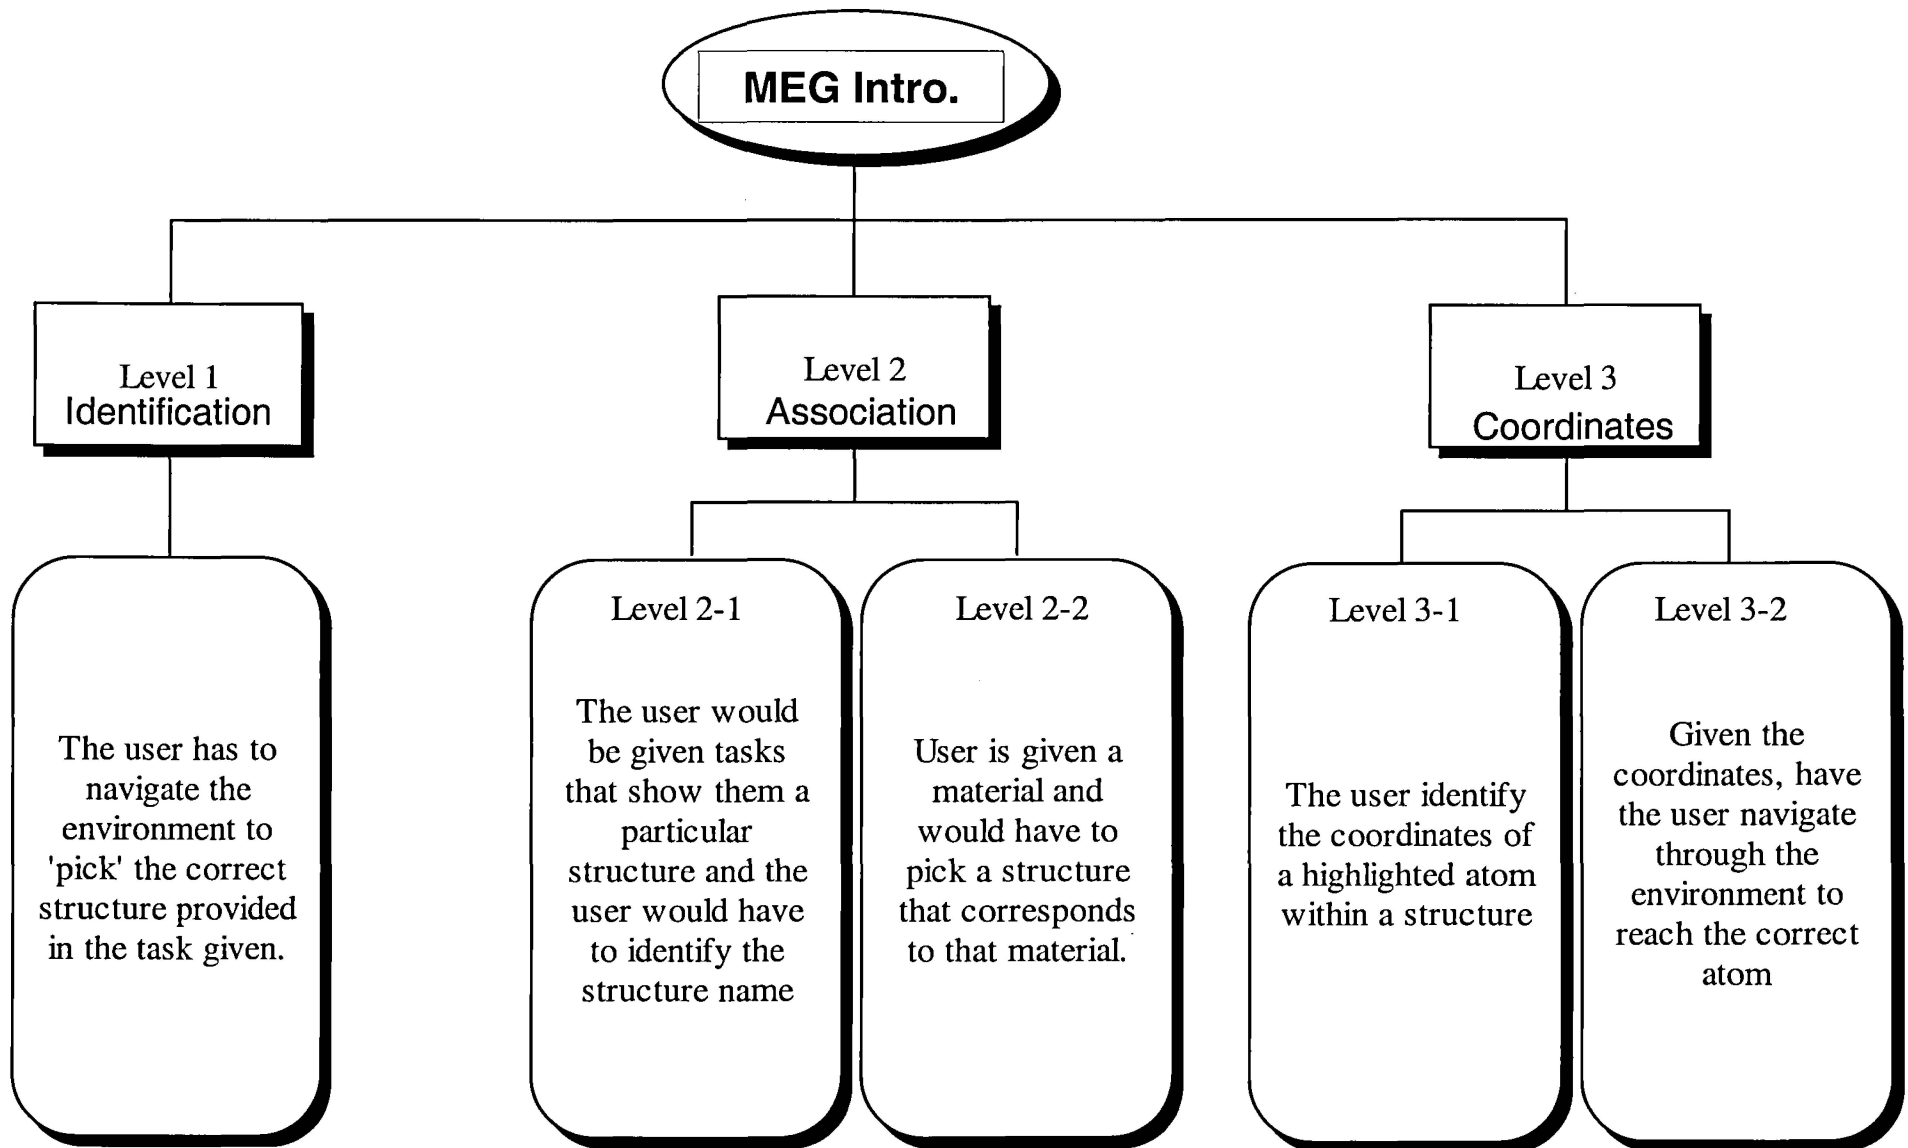 MEG Intro.
Level 1
Identification
Level 2
Association
Level 3
Coordinates
The user has to
navigate the
environment to
'pick' the correct
structure provided
in the task given.
Level 2-1
The user would
be given tasks
that show them a
particular
structure and the
user would have
to identify the
structure name
Level 2-2
User is given a
material and
would have to
pick a structure
that corresponds
to that material.
Level 3-1
The user identify
the coordinates of
a highlighted atom
within a structure
Level 3-2
Given the
coordinates, have
the user navigate
through the
environment to
reach the correct
atom